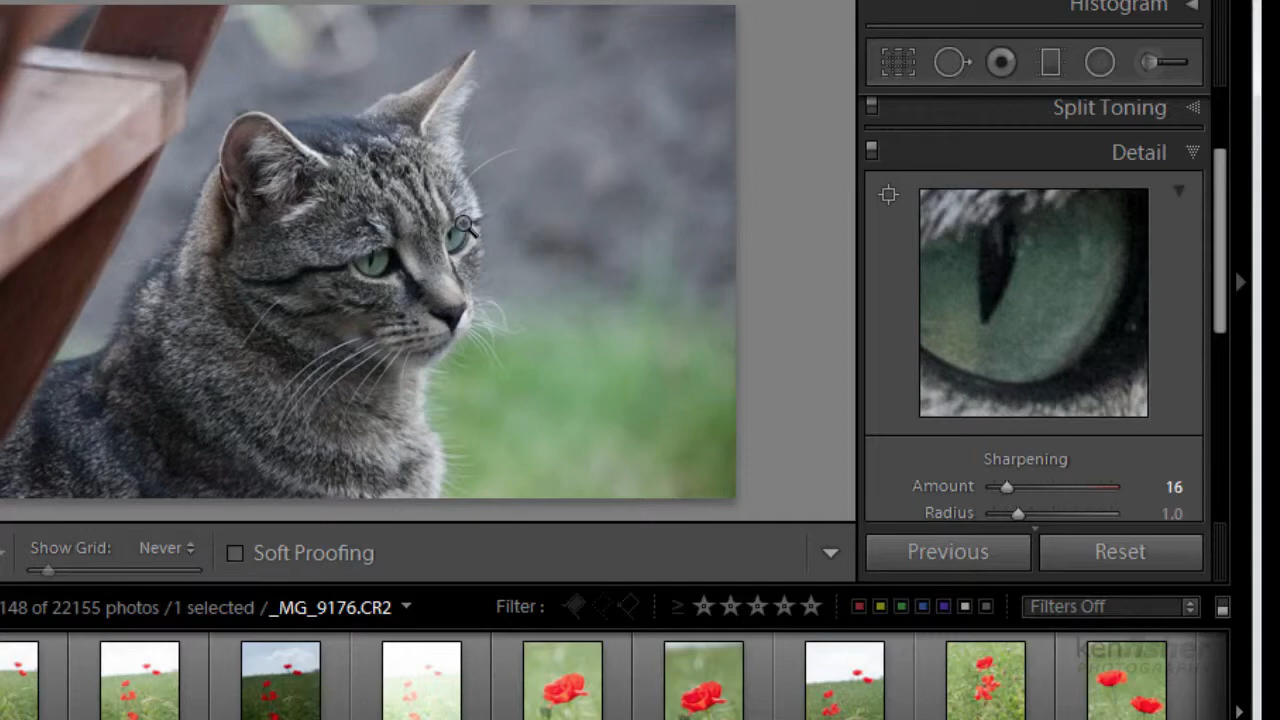 Histogram
Split Toning
Detail
Sharpening
Amount 16
Radius 1.0
Previous Reset
Show Grid: Never Soft Proofing
148 of 22155 photos /1 selected /_MG_9176.CR2 Filter : Filters Off
PHOTOGRAPHY